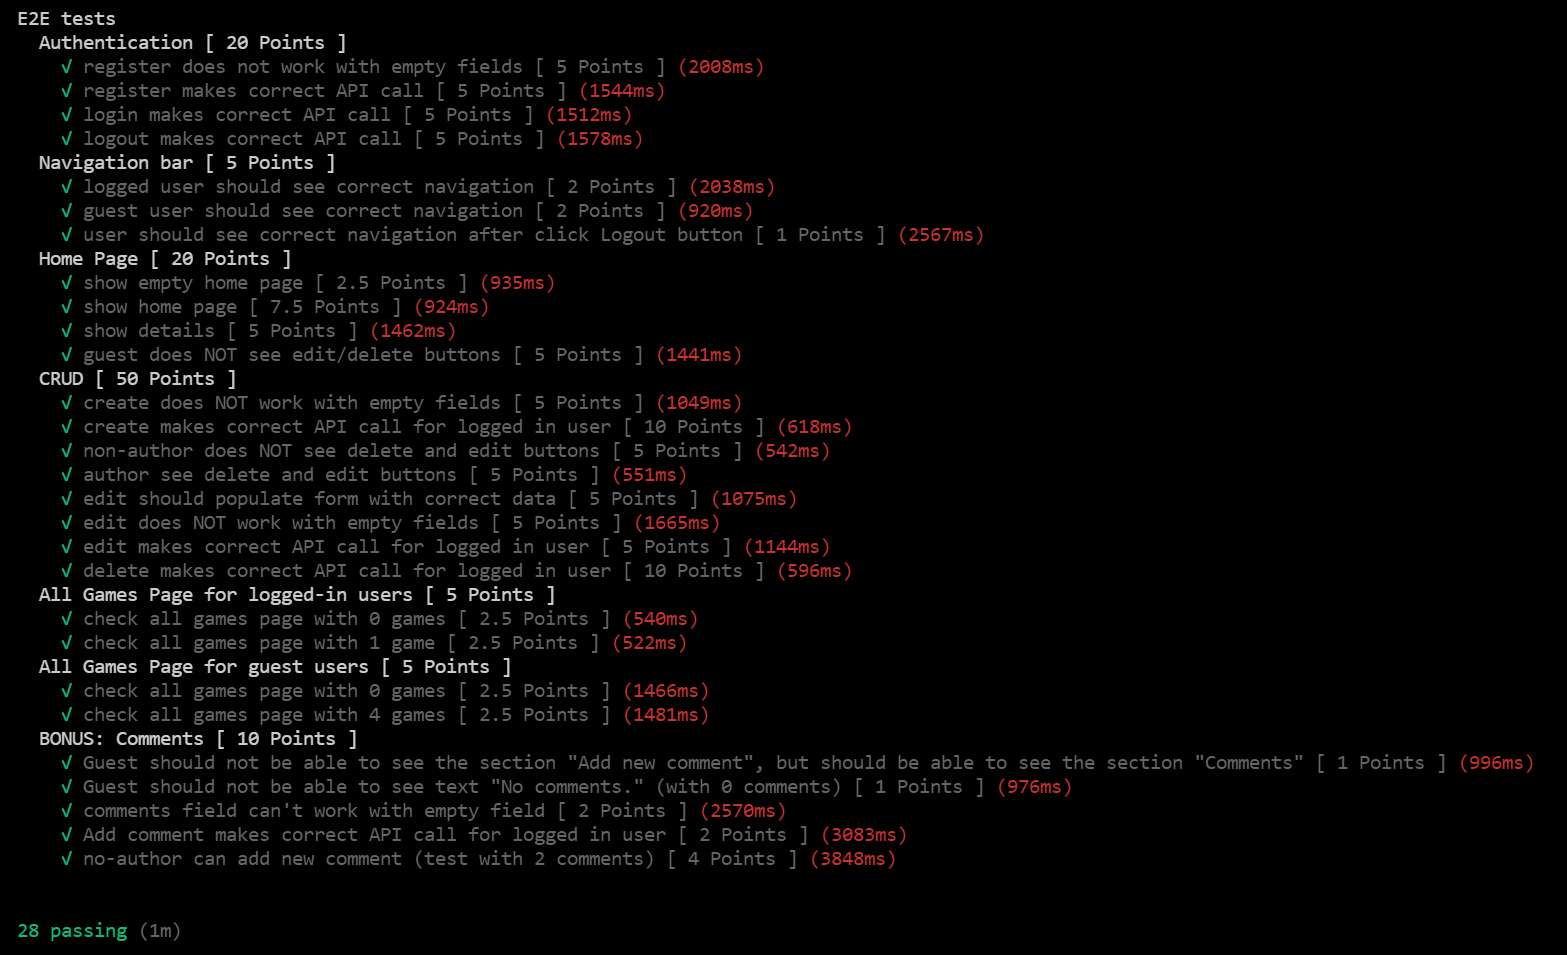 E2E tests
Authentication [ 20 Points ]
√ register does not work with empty fields [ 5 Points ] (2008ms)
√ register makes correct API call [ 5 Points ] (1544ms)
√ login makes correct API call [ 5 Points ] (1512ms)
√ logout makes correct API call [ 5 Points ] (1578ms)
Navigation bar [ 5 Points ]
√ logged user should see correct navigation [ 2 Points ] (2038ms)
√ guest user should see correct navigation [ 2 Points ] (920ms)
√ user should see correct navigation after click Logout button [ 1 Points ] (2567ms)
Home Page [ 20 Points ]
√ show empty home page [ 2.5 Points ] (935ms)
√ show home page [ 7.5 Points ] (924ms)
√ show details [ 5 Points ] (1462ms)
√ guest does NOT see edit/delete buttons [ 5 Points ] (1441ms)
CRUD [ 50 Points ]
√ create does NOT work with empty fields [ 5 Points ] (1049ms)
√ create makes correct API call for logged in user [ 10 Points ] (618ms)
√ non-author does NOT see delete and edit buttons [ 5 Points ] (542ms)
√ author see delete and edit buttons [ 5 Points ] (551ms)
√ edit should populate form with correct data [ 5 Points ] (1075ms)
√ edit does NOT work with empty fields [ 5 Points ] (1665ms)
√ edit makes correct API call for logged in user [ 5 Points ] (1144ms)
√ delete makes correct API call for logged in user [ 10 Points ] (596ms)
All Games Page for logged-in users [ 5 Points ]
√ check all games page with 0 games [ 2.5 Points ] (540ms)
√ check all games page with 1 game [ 2.5 Points ] (522ms)
All Games Page for guest users [ 5 Points ]
√ check all games page with 0 games [ 2.5 Points ] (1466ms)
√ check all games page with 4 games [ 2.5 Points ] (1481ms)
BONUS: Comments [ 10 Points ]
√ Guest should not be able to see the section "Add new comment", but should be able to see the section "Comments" [ 1 Points ] (996ms)
√ Guest should not be able to see text "No comments." (with 0 comments) [ 1 Points ] (976ms)
√ comments field can't work with empty field [ 2 Points ] (2570ms)
√ Add comment makes correct API call for logged in user [ 2 Points ] (3083ms)
√ no-author can add new comment (test with 2 comments) [ 4 Points ] (3848ms)
28 passing (1m)